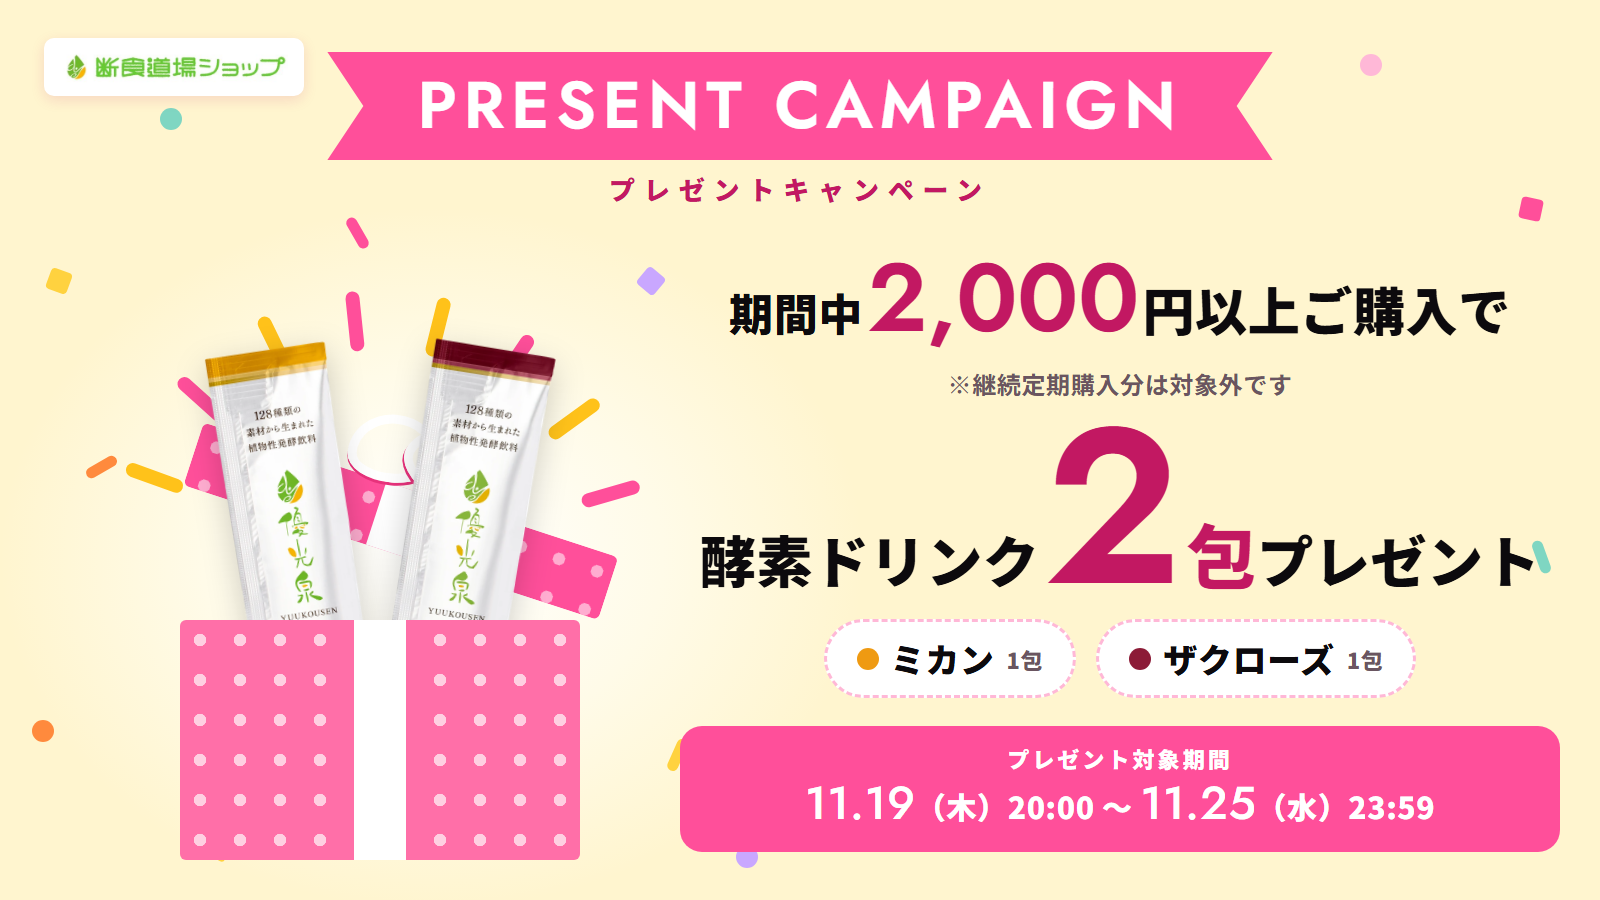 断食道場ショップ
PRESENT CAMPAIGN
プレゼントキャンペーン
期間中2,000円以上ご購入で
※継続定期購入分は対象外です
酵素ドリンク2包プレゼント
ミカン 1包
ザクローズ 1包
プレゼント対象期間
11.19（木）20:00 〜 11.25（水）23:59
128種類の
素材から生まれた
植物性発酵飲料
優光泉
YUUKOUSEN
128種類の
素材から生まれた
植物性発酵飲料
優光泉
YUUKOUSEN